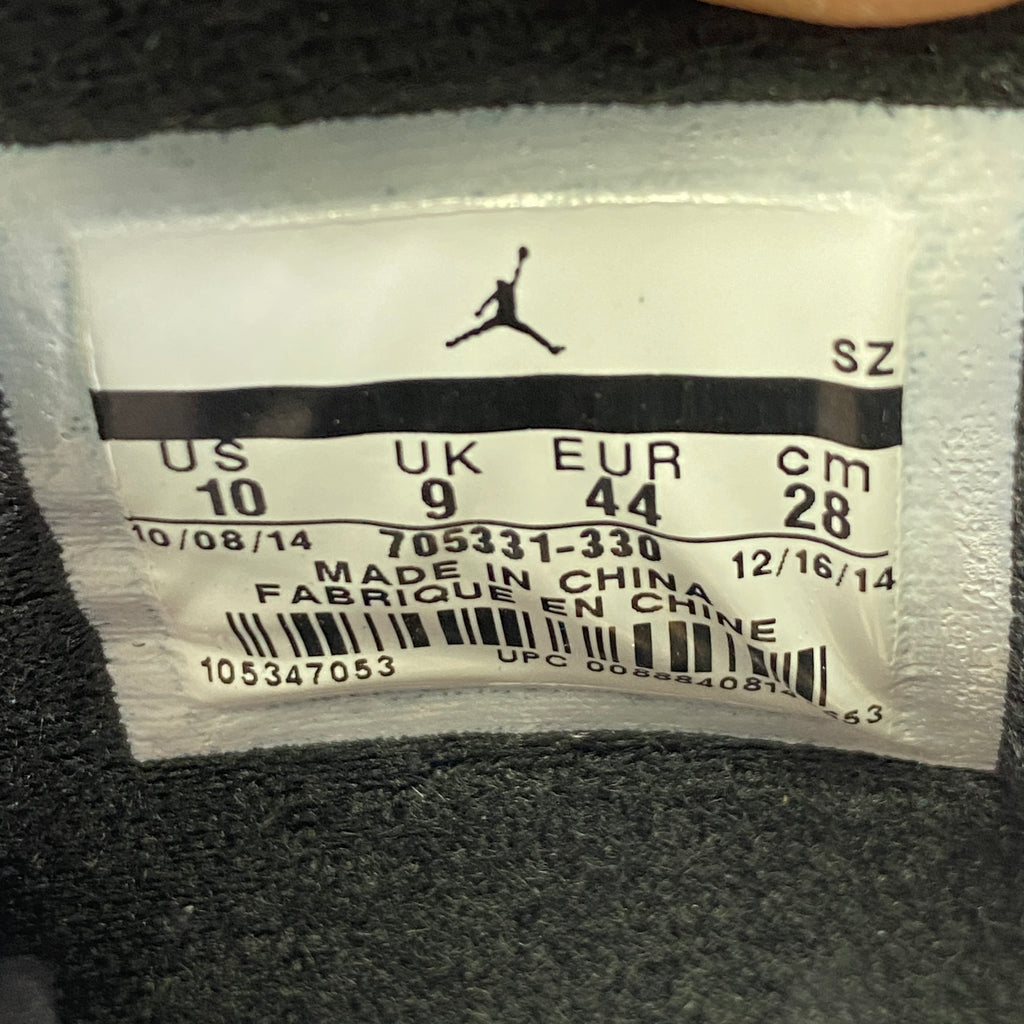 SZ
US UK EUR cm
10 9 44 28
10/08/14 705331-330 12/16/14
MADE IN CHINA
FABRIQUE EN CHINE
105347053 UPC